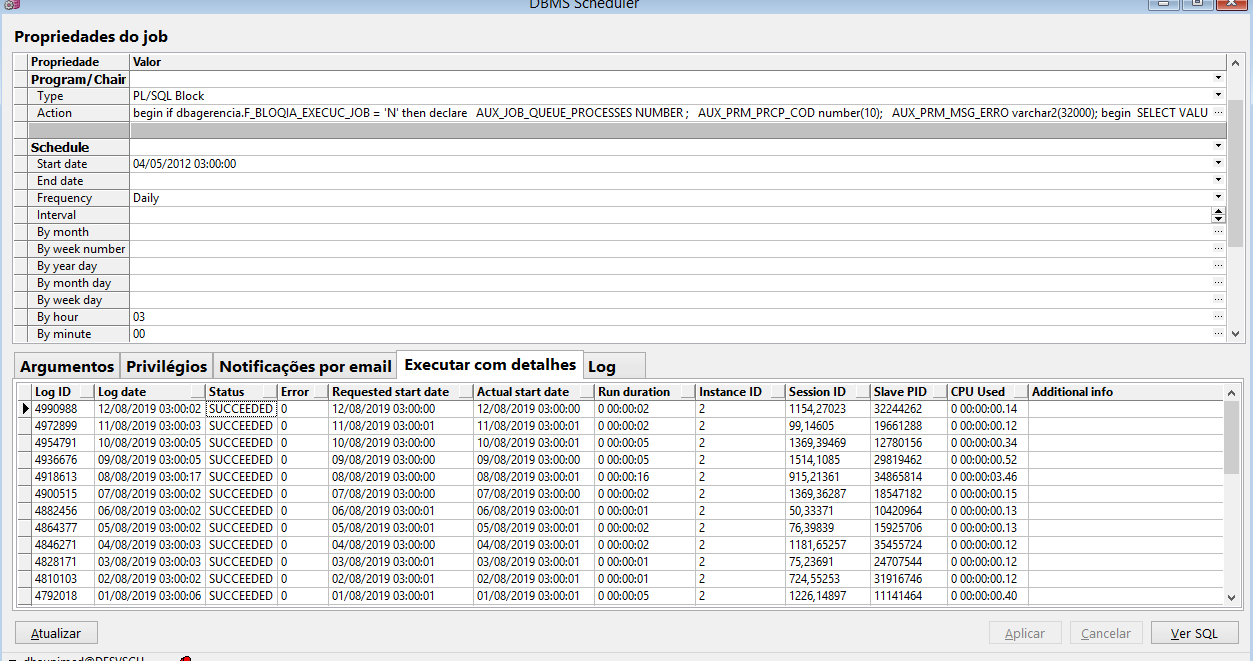 DBMS Scheduler
Propriedades do job
Propriedade Valor
Program/Chair
Type PL/SQL Block
Action begin if dbagerencia.F_BLOQIA_EXECUC_JOB = 'N' then declare AUX_JOB_QUEUE_PROCESSES NUMBER ; AUX_PRM_PRCP_COD number(10); AUX_PRM_MSG_ERRO varchar2(32000); begin SELECT VALU ...
Schedule
Start date 04/05/2012 03:00:00
End date
Frequency Daily
Interval
By month ...
By week number ...
By year day ...
By month day ...
By week day ...
By hour 03 ...
By minute 00 ...
Argumentos Privilégios Notificações por email Executar com detalhes Log
Log ID Log date Status Error Requested start date Actual start date Run duration Instance ID Session ID Slave PID CPU Used Additional info
4990988 12/08/2019 03:00:02 SUCCEEDED 0 12/08/2019 03:00:00 12/08/2019 03:00:00 0 00:00:02 2 1154,27023 32244262 0 00:00:00.14
4972899 11/08/2019 03:00:03 SUCCEEDED 0 11/08/2019 03:00:01 11/08/2019 03:00:01 0 00:00:02 2 99,14605 19661288 0 00:00:00.12
4954791 10/08/2019 03:00:05 SUCCEEDED 0 10/08/2019 03:00:00 10/08/2019 03:00:01 0 00:00:05 2 1369,39469 12780156 0 00:00:00.34
4936676 09/08/2019 03:00:05 SUCCEEDED 0 09/08/2019 03:00:00 09/08/2019 03:00:00 0 00:00:05 2 1514,1085 29819462 0 00:00:00.52
4918613 08/08/2019 03:00:17 SUCCEEDED 0 08/08/2019 03:00:00 08/08/2019 03:00:01 0 00:00:16 2 915,21361 34865814 0 00:00:03.46
4900515 07/08/2019 03:00:02 SUCCEEDED 0 07/08/2019 03:00:00 07/08/2019 03:00:00 0 00:00:02 2 1369,36287 18547182 0 00:00:00.15
4882456 06/08/2019 03:00:02 SUCCEEDED 0 06/08/2019 03:00:01 06/08/2019 03:00:01 0 00:00:01 2 50,33371 10420964 0 00:00:00.13
4864377 05/08/2019 03:00:02 SUCCEEDED 0 05/08/2019 03:00:01 05/08/2019 03:00:01 0 00:00:02 2 76,39839 15925706 0 00:00:00.13
4846271 04/08/2019 03:00:03 SUCCEEDED 0 04/08/2019 03:00:00 04/08/2019 03:00:01 0 00:00:02 2 1181,65257 35455724 0 00:00:00.12
4828171 03/08/2019 03:00:03 SUCCEEDED 0 03/08/2019 03:00:01 03/08/2019 03:00:01 0 00:00:01 2 75,23691 24707544 0 00:00:00.12
4810103 02/08/2019 03:00:02 SUCCEEDED 0 02/08/2019 03:00:01 02/08/2019 03:00:01 0 00:00:01 2 724,55253 31916746 0 00:00:00.12
4792018 01/08/2019 03:00:06 SUCCEEDED 0 01/08/2019 03:00:01 01/08/2019 03:00:01 0 00:00:05 2 1226,14897 11141464 0 00:00:00.40
Atualizar Aplicar Cancelar Ver SQL